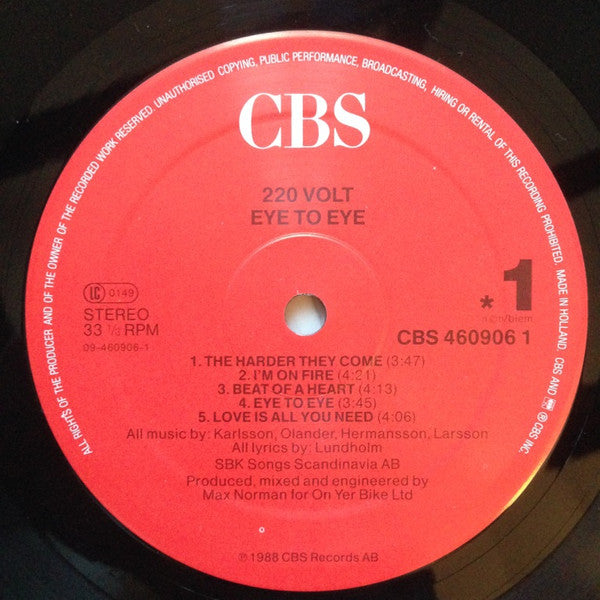 ALL RIGHTS OF THE PRODUCER AND OF THE OWNER OF THE RECORDED WORK RESERVED. UNAUTHORISED COPYING, PUBLIC PERFORMANCE, BROADCASTING, HIRING OR RENTAL OF THIS RECORDING PROHIBITED. MADE IN HOLLAND CBS AND ℗ CBS INC.
CBS
220 VOLT
EYE TO EYE
LC 0149
STEREO
33 1/3 RPM
09-460906-1
* 1
ncb/biem
CBS 460906 1
1. THE HARDER THEY COME (3:47)
2. I'M ON FIRE (4:21)
3. BEAT OF A HEART (4:13)
4. EYE TO EYE (3:45)
5. LOVE IS ALL YOU NEED (4:06)
All music by: Karlsson, Olander, Hermansson, Larsson
All lyrics by: Lundholm
SBK Songs Scandinavia AB
Produced, mixed and engineered by
Max Norman for On Yer Bike Ltd
℗ 1988 CBS Records AB